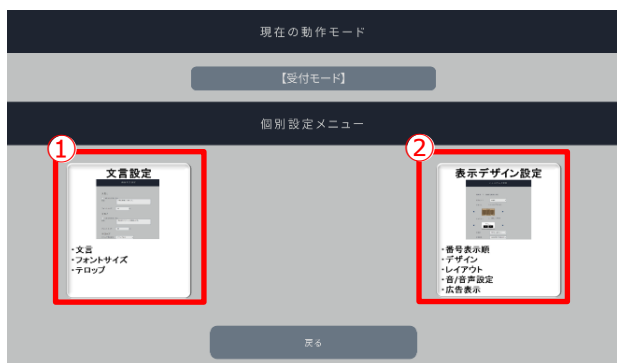 現在の動作モード
【受付モード】
個別設定メニュー
①
②
文言設定
・文言
・フォントサイズ
・テロップ
表示デザイン設定
・番号表示順
・デザイン
・レイアウト
・音/音声設定
・広告表示
戻る